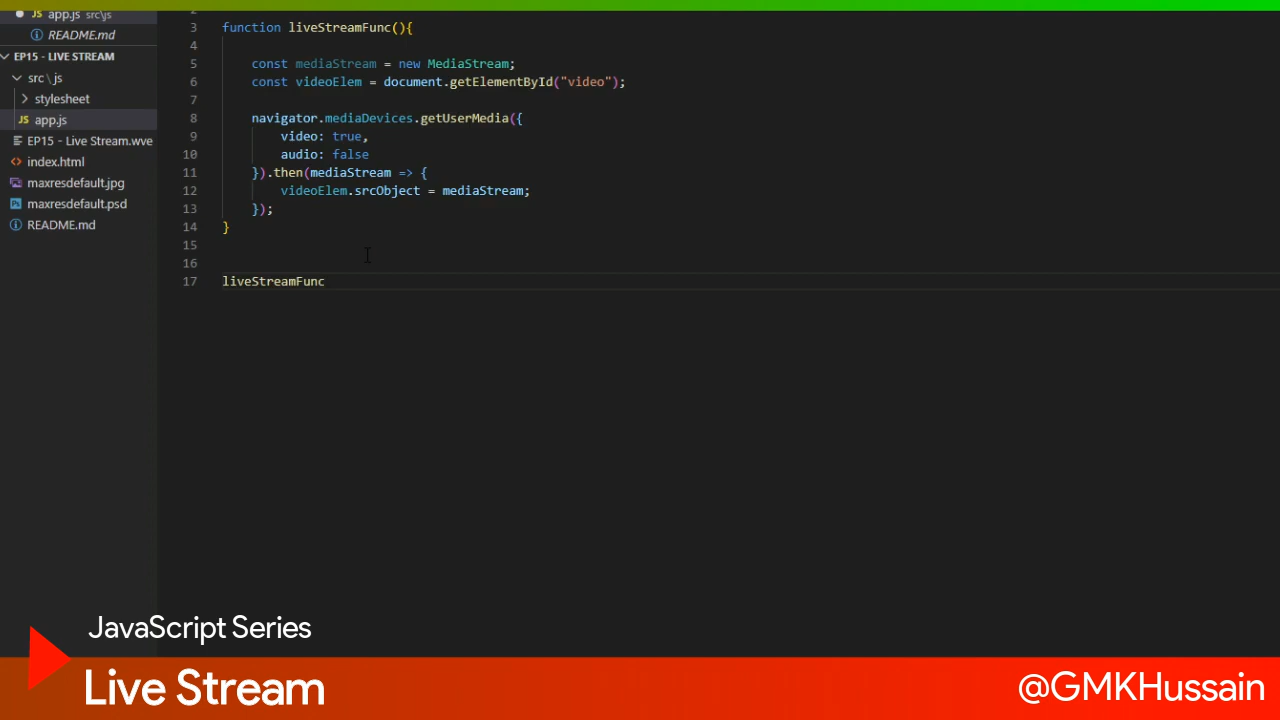 app.js src\js
README.md
EP15 - LIVE STREAM
src\js
stylesheet
JS app.js
EP15 - Live Stream.wve
index.html
maxresdefault.jpg
Ps maxresdefault.psd
README.md
3 function liveStreamFunc(){
4
5 const mediaStream = new MediaStream;
6 const videoElem = document.getElementById("video");
7
8 navigator.mediaDevices.getUserMedia({
9 video: true,
10 audio: false
11 }).then(mediaStream => {
12 videoElem.srcObject = mediaStream;
13 });
14 }
15
16
17 liveStreamFunc
JavaScript Series
Live Stream
@GMKHussain